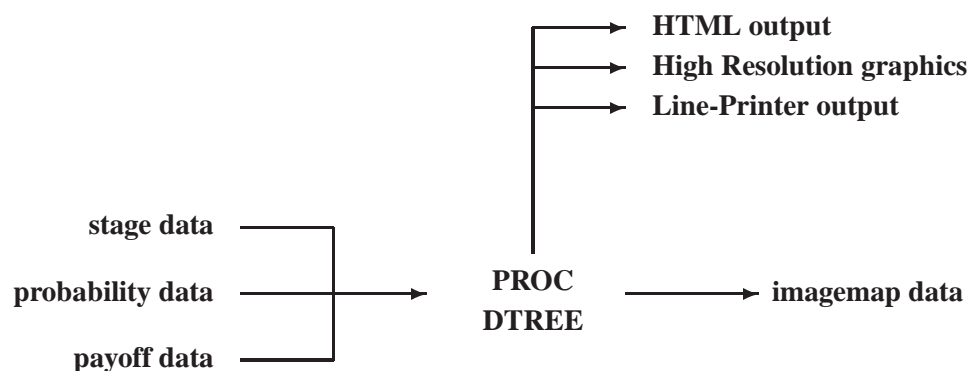 HTML output
High Resolution graphics
Line-Printer output
stage data
probability data
payoff data
PROC
DTREE
imagemap data